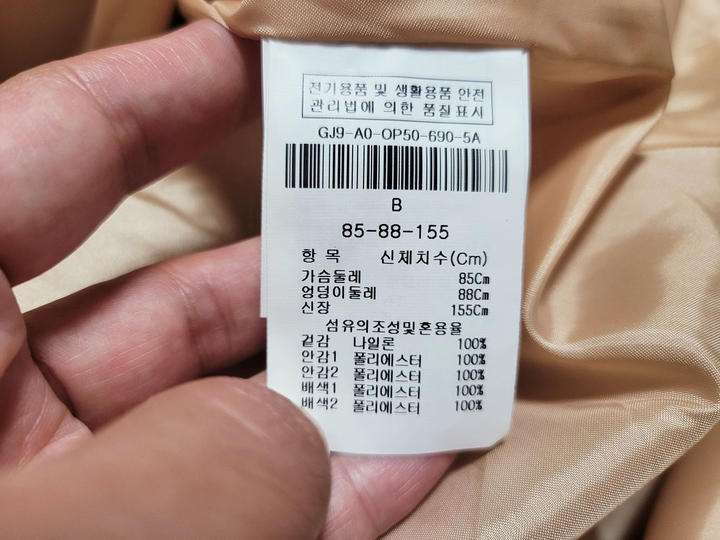 전기용품 및 생활용품 안전
관리법에 의한 품질표시
GJ9-A0-OP50-690-5A
B
85-88-155
항 목 신체치수(Cm)
가슴둘레 85Cm
엉덩이둘레 88Cm
신장 155Cm
섬유의조성및혼용율
겉감 나일론 100%
안감1 폴리에스터 100%
안감2 폴리에스터 100%
배색1 폴리에스터 100%
배색2 폴리에스터 100%